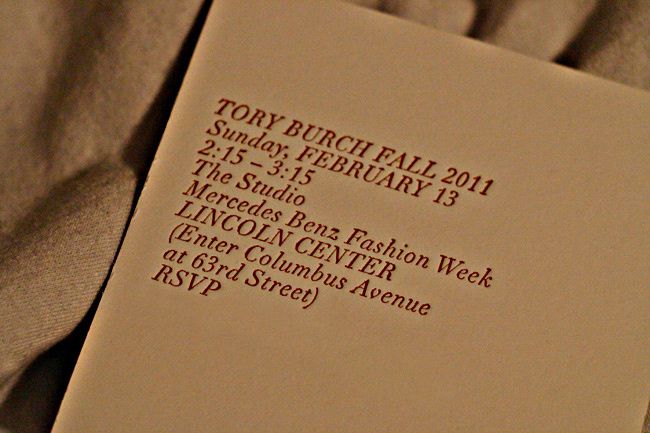 TORY BURCH FALL 2011
Sunday, FEBRUARY 13
2:15 – 3:15
The Studio
Mercedes Benz Fashion Week
LINCOLN CENTER
(Enter Columbus Avenue
at 63rd Street)
RSVP